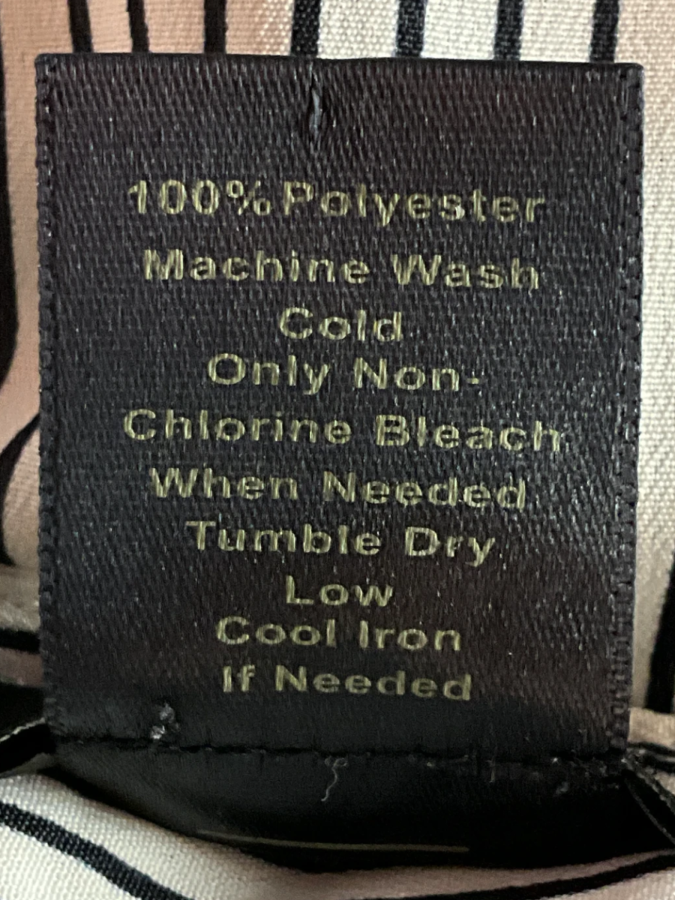 100% Polyester
Machine Wash
Cold
Only Non-
Chlorine Bleach
When Needed
Tumble Dry
Low
Cool Iron
If Needed